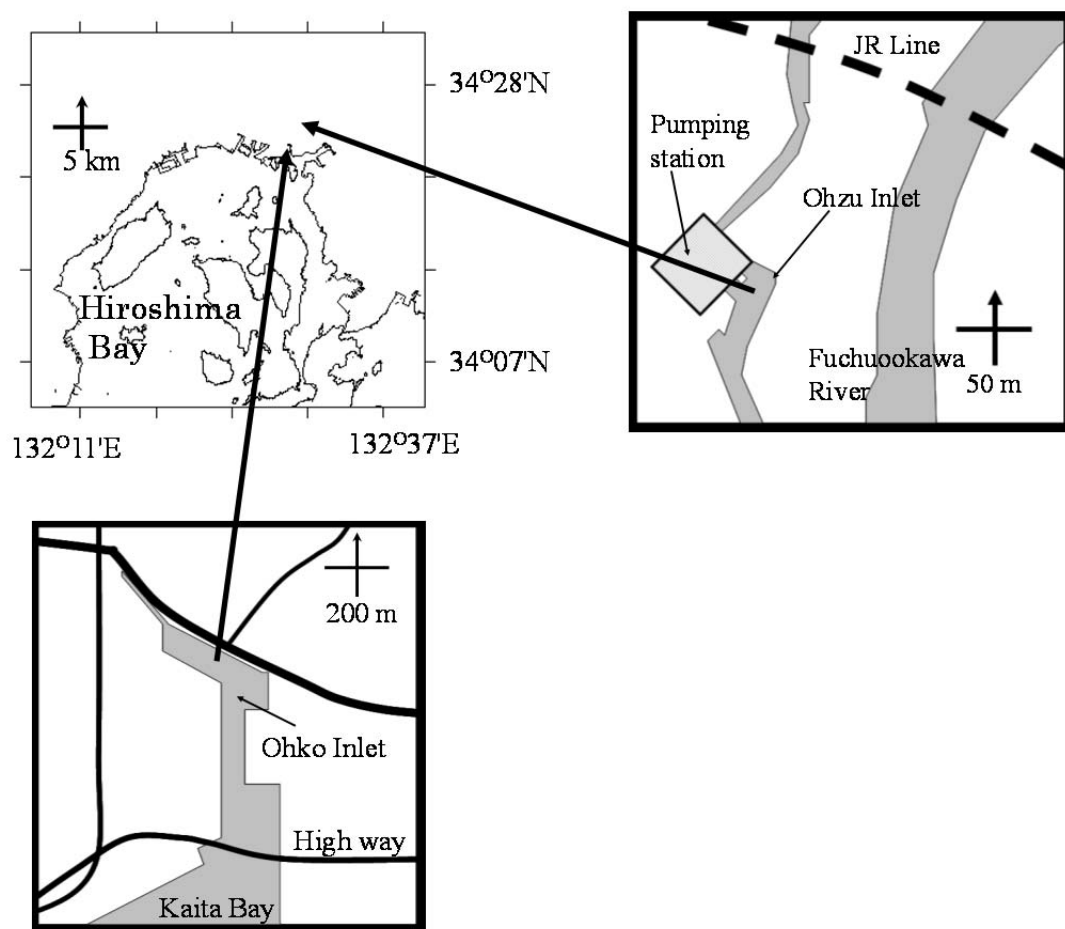 34°28'N
5 km
Hiroshima
Bay
34°07'N
132°11'E
132°37'E
JR Line
Pumping
station
Ohzu Inlet
Fuchuookawa
River
50 m
200 m
Ohko Inlet
High way
Kaita Bay